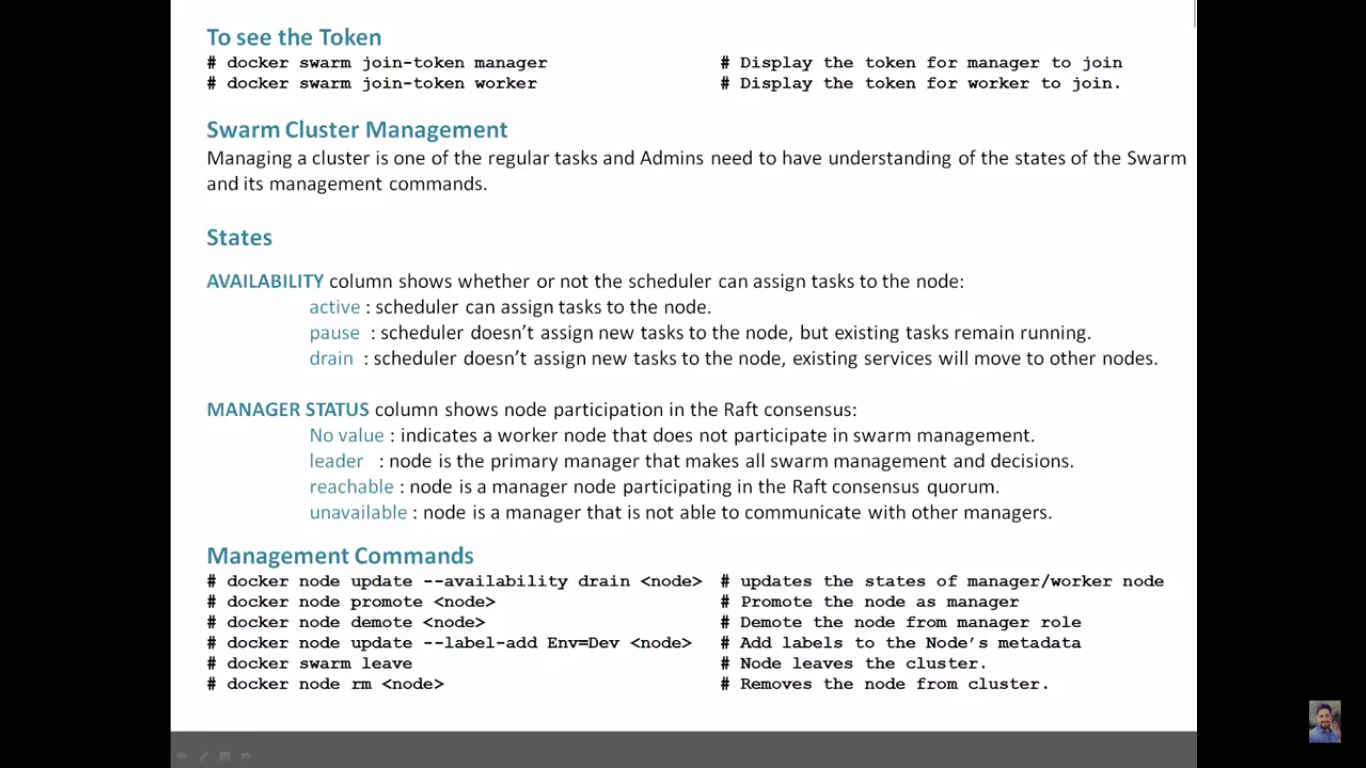 To see the Token
# docker swarm join-token manager # Display the token for manager to join
# docker swarm join-token worker # Display the token for worker to join.
Swarm Cluster Management
Managing a cluster is one of the regular tasks and Admins need to have understanding of the states of the Swarm
and its management commands.
States
AVAILABILITY column shows whether or not the scheduler can assign tasks to the node:
active : scheduler can assign tasks to the node.
pause : scheduler doesn’t assign new tasks to the node, but existing tasks remain running.
drain : scheduler doesn’t assign new tasks to the node, existing services will move to other nodes.
MANAGER STATUS column shows node participation in the Raft consensus:
No value : indicates a worker node that does not participate in swarm management.
leader : node is the primary manager that makes all swarm management and decisions.
reachable : node is a manager node participating in the Raft consensus quorum.
unavailable : node is a manager that is not able to communicate with other managers.
Management Commands
# docker node update --availability drain <node> # updates the states of manager/worker node
# docker node promote <node> # Promote the node as manager
# docker node demote <node> # Demote the node from manager role
# docker node update --label-add Env=Dev <node> # Add labels to the Node’s metadata
# docker swarm leave # Node leaves the cluster.
# docker node rm <node> # Removes the node from cluster.